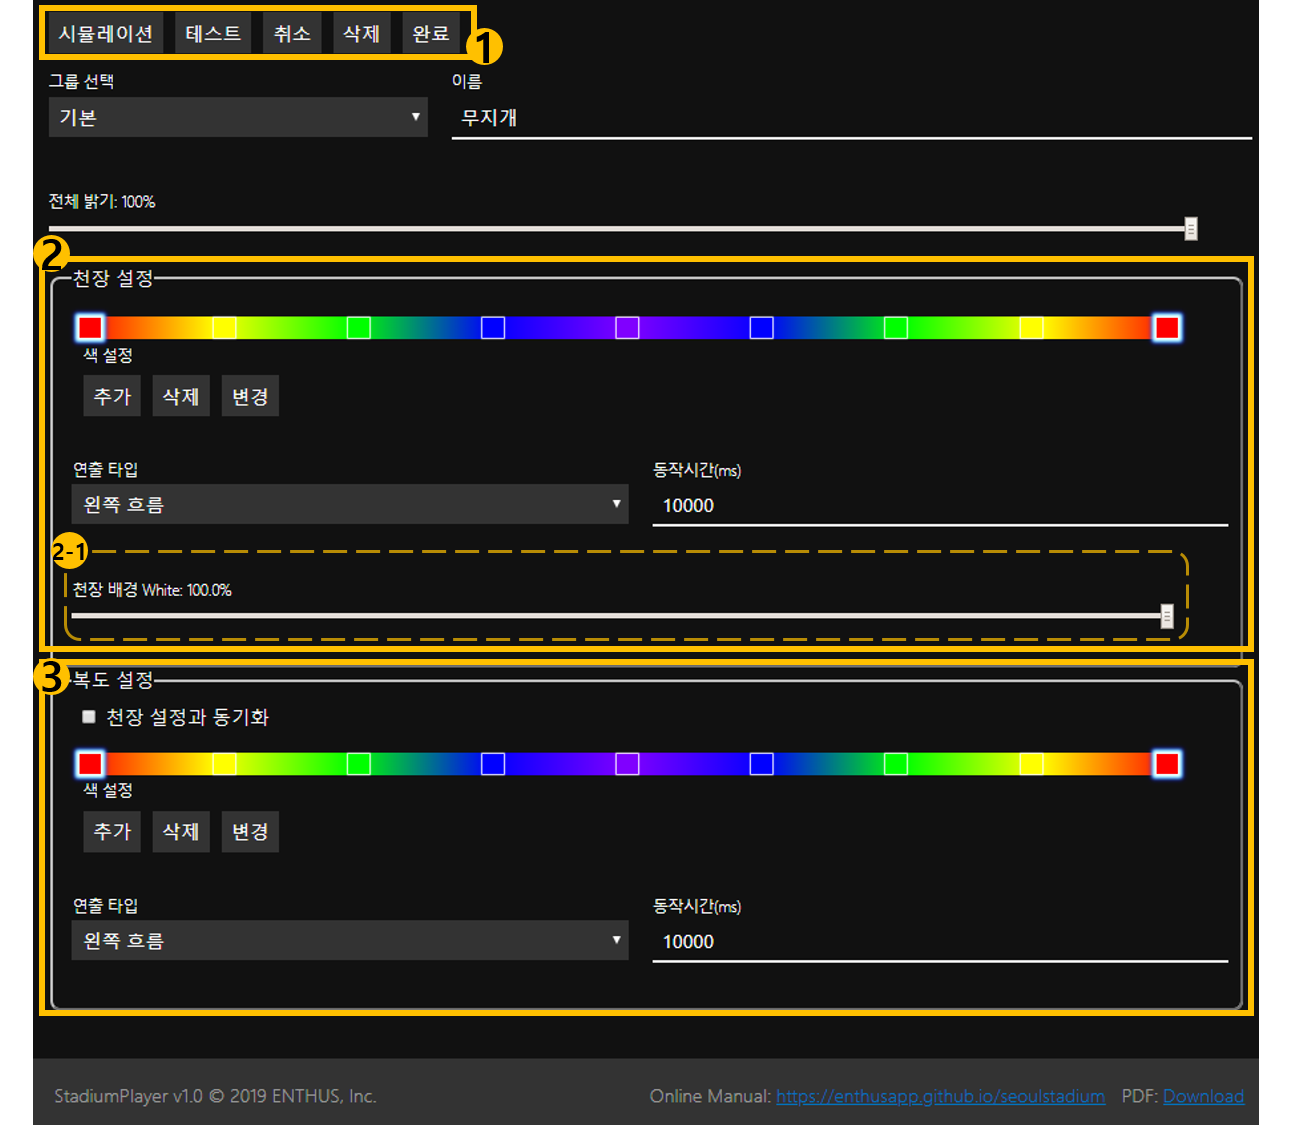 시뮬레이션 테스트 취소 삭제 완료
1
그룹 선택 이름
기본 무지개
전체 밝기: 100%
2
천장 설정
색 설정
추가 삭제 변경
연출 타입 동작시간(ms)
왼쪽 흐름 10000
2-1
천장 배경 White: 100.0%
3
복도 설정
천장 설정과 동기화
색 설정
추가 삭제 변경
연출 타입 동작시간(ms)
왼쪽 흐름 10000
StadiumPlayer v1.0 © 2019 ENTHUS, Inc. Online Manual: https://enthusapp.github.io/seoulstadium PDF: Download